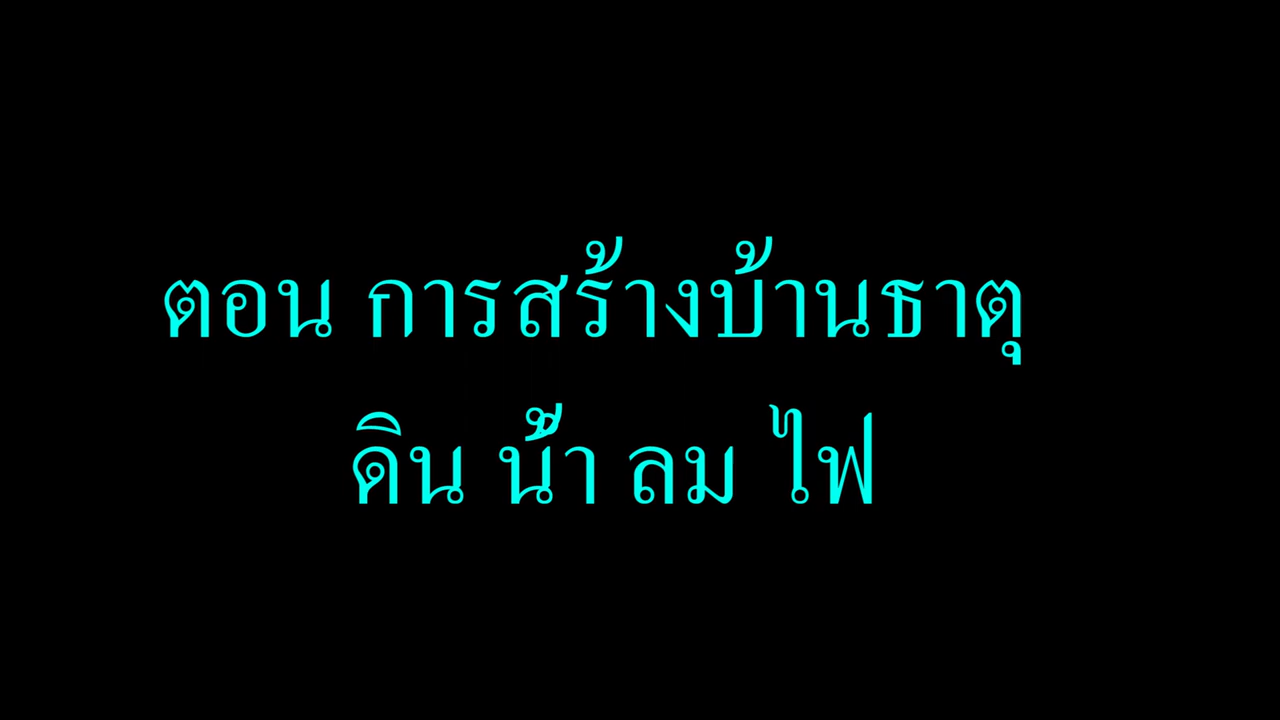 ตอน การสร้างบ้านธาตุ
ดิน น้ำ ลม ไฟ